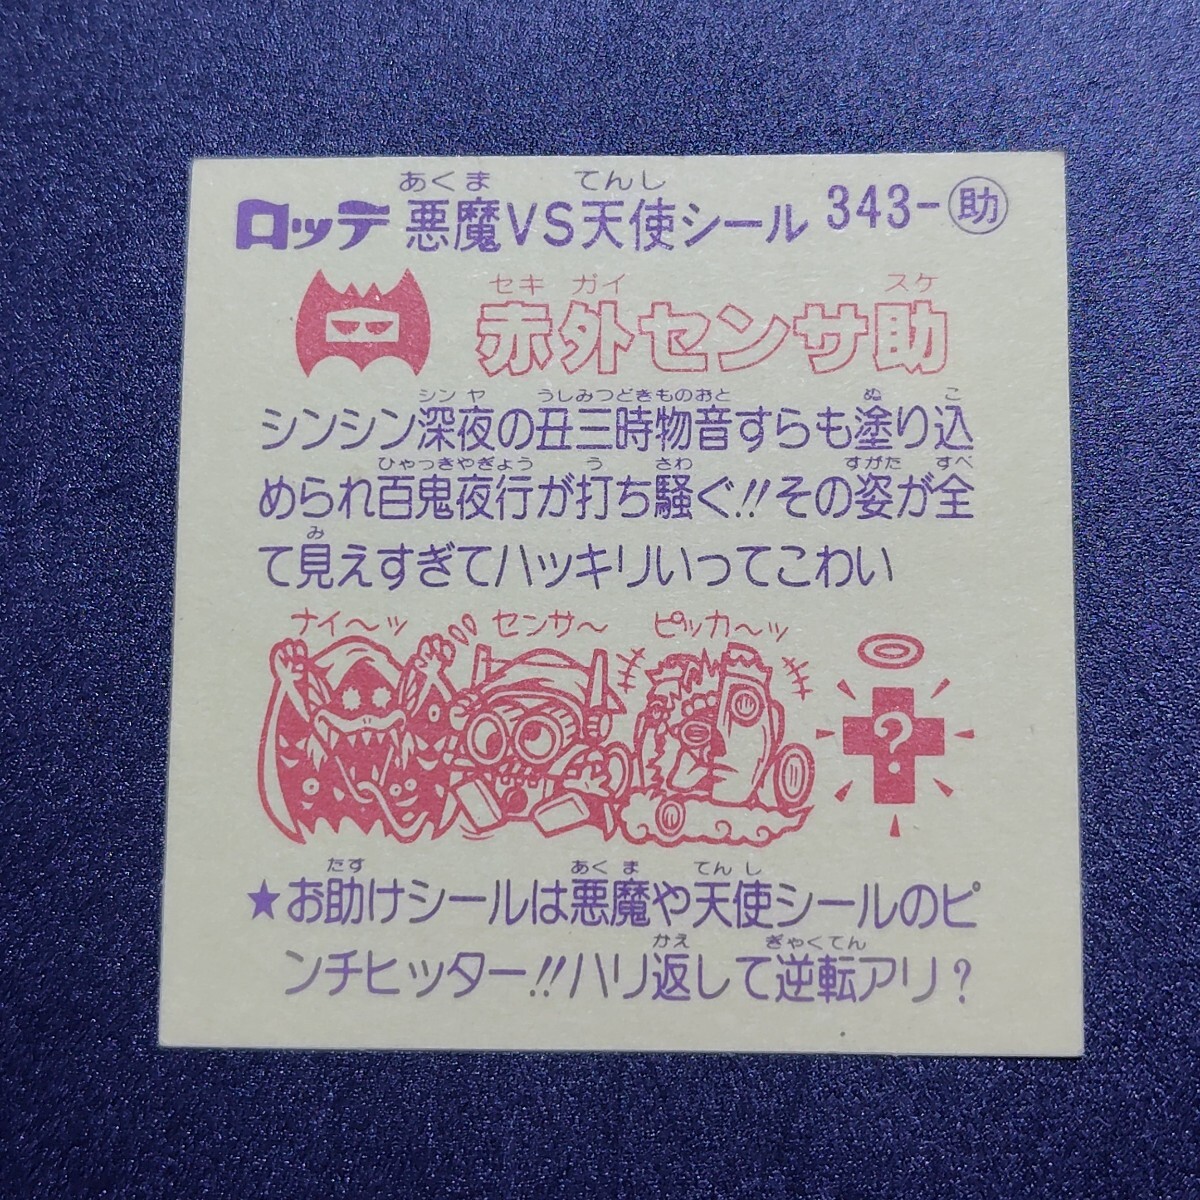 あくま てんし
ロッテ 悪魔VS天使シール 343-助
セキ ガイ スケ
赤外センサ助
シンヤ うしみつどきものおと ぬ こ
シンシン深夜の丑三時物音すらも塗り込
ひゃっきやぎょう う さわ すがた すべ
められ百鬼夜行が打ち騒ぐ!!その姿が全
み
て見えすぎてハッキリいってこわい
ナイ〜ッ センサ〜 ピッカ〜ッ
?
たす あくま てんし
★お助けシールは悪魔や天使シールのピ
かえ ぎゃくてん
ンチヒッター!!ハリ返して逆転アリ?